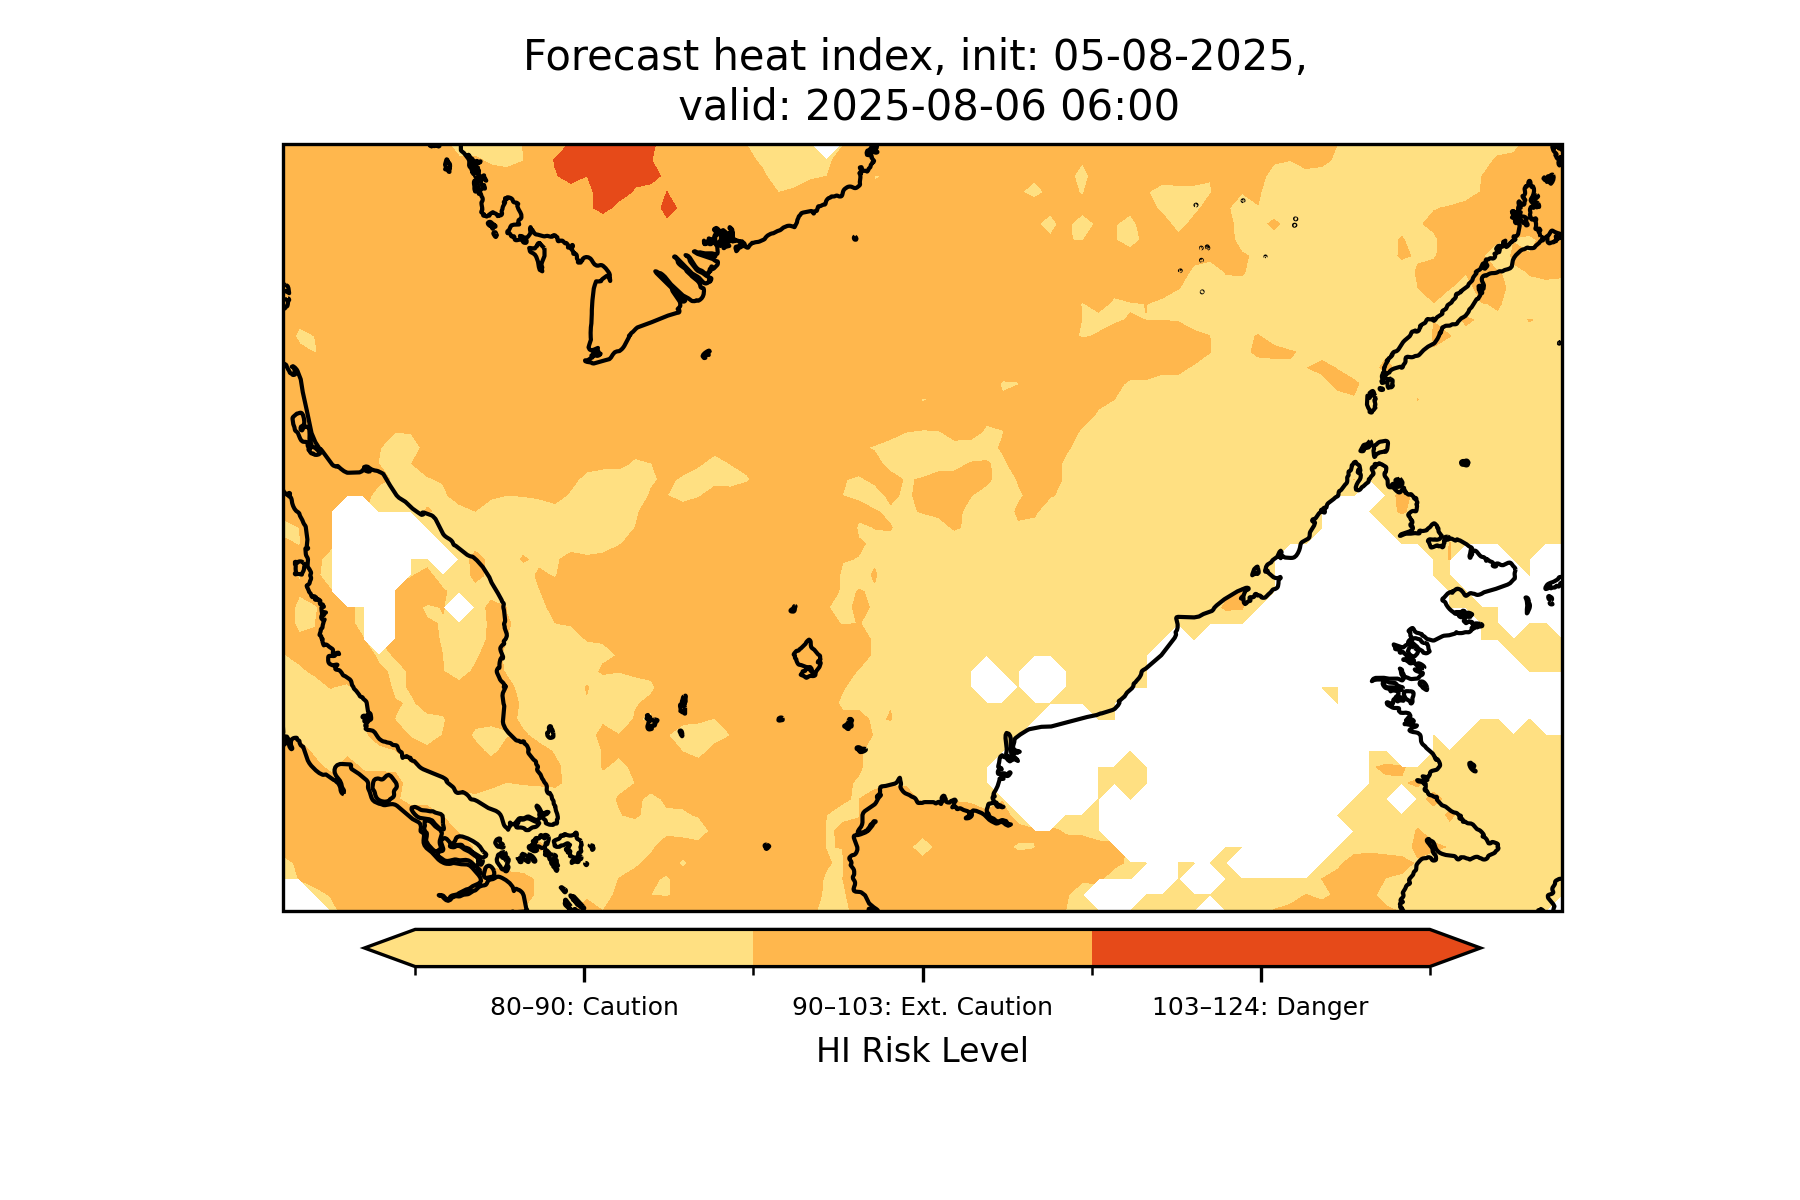 Forecast heat index, init: 05-08-2025,
valid: 2025-08-06 06:00
80–90: Caution
90–103: Ext. Caution
103–124: Danger
HI Risk Level